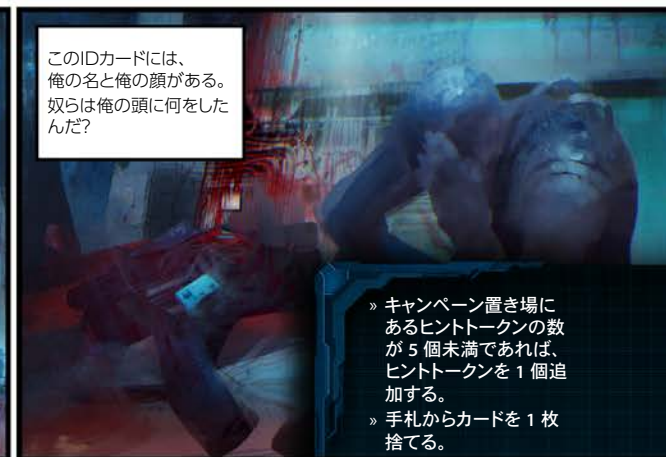 このIDカードには、
俺の名と俺の顔がある。
奴らは俺の頭に何をした
んだ?
» キャンペーン置き場に
あるヒントトークンの数
が 5 個未満であれば、
ヒントトークンを 1 個追
加する。
» 手札からカードを 1 枚
捨てる。